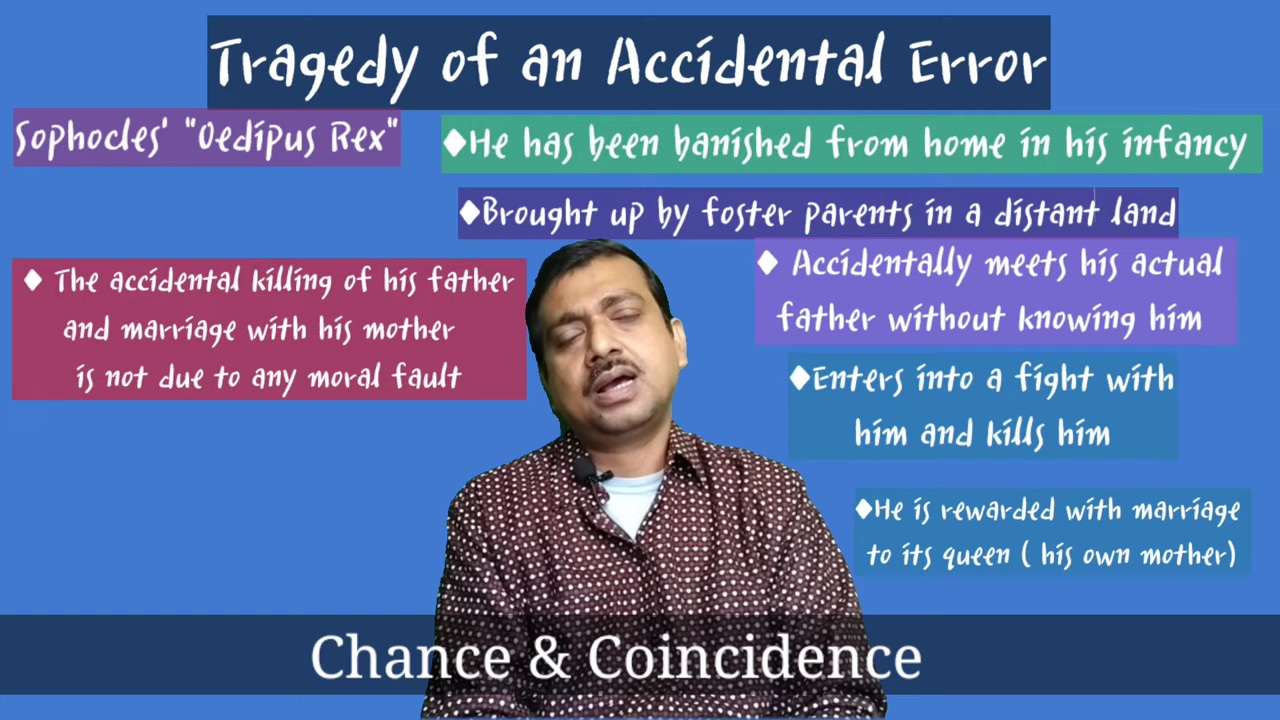 Tragedy of an Accidental Error
Sophocles' "Oedipus Rex"
♦He has been banished from home in his infancy
♦Brought up by foster parents in a distant land
♦ Accidentally meets his actual
father without knowing him
♦Enters into a fight with
him and kills him
♦He is rewarded with marriage
to its queen ( his own mother)
♦ The accidental killing of his father
and marriage with his mother
is not due to any moral fault
Chance & Coincidence